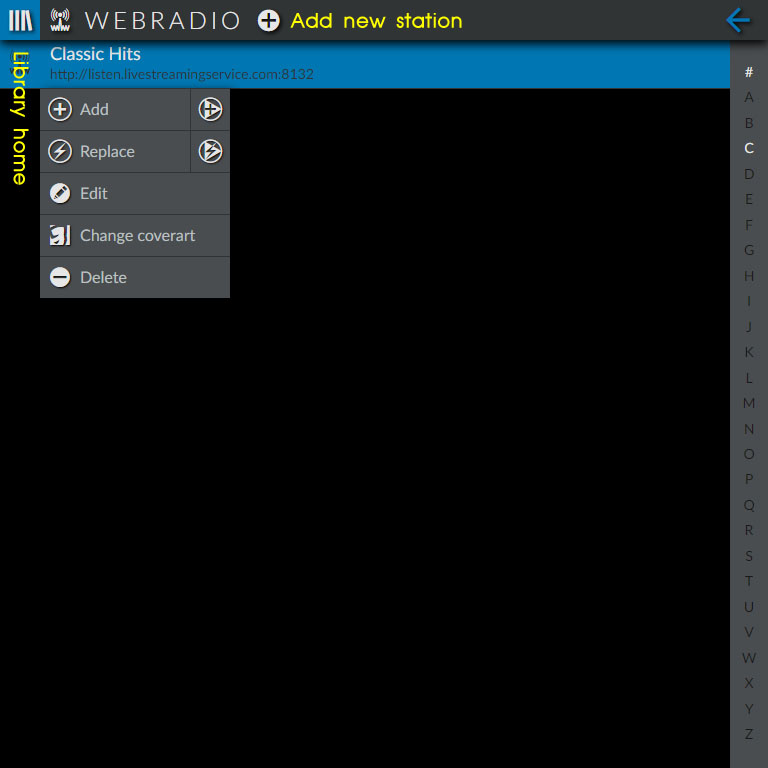 WEBRADIO Add new station
Library home
Classic Hits
http://listen.livestreamingservice.com:8132
Add
Replace
Edit
Change coverart
Delete
#
A
B
C
D
E
F
G
H
I
J
K
L
M
N
O
P
Q
R
S
T
U
V
W
X
Y
Z